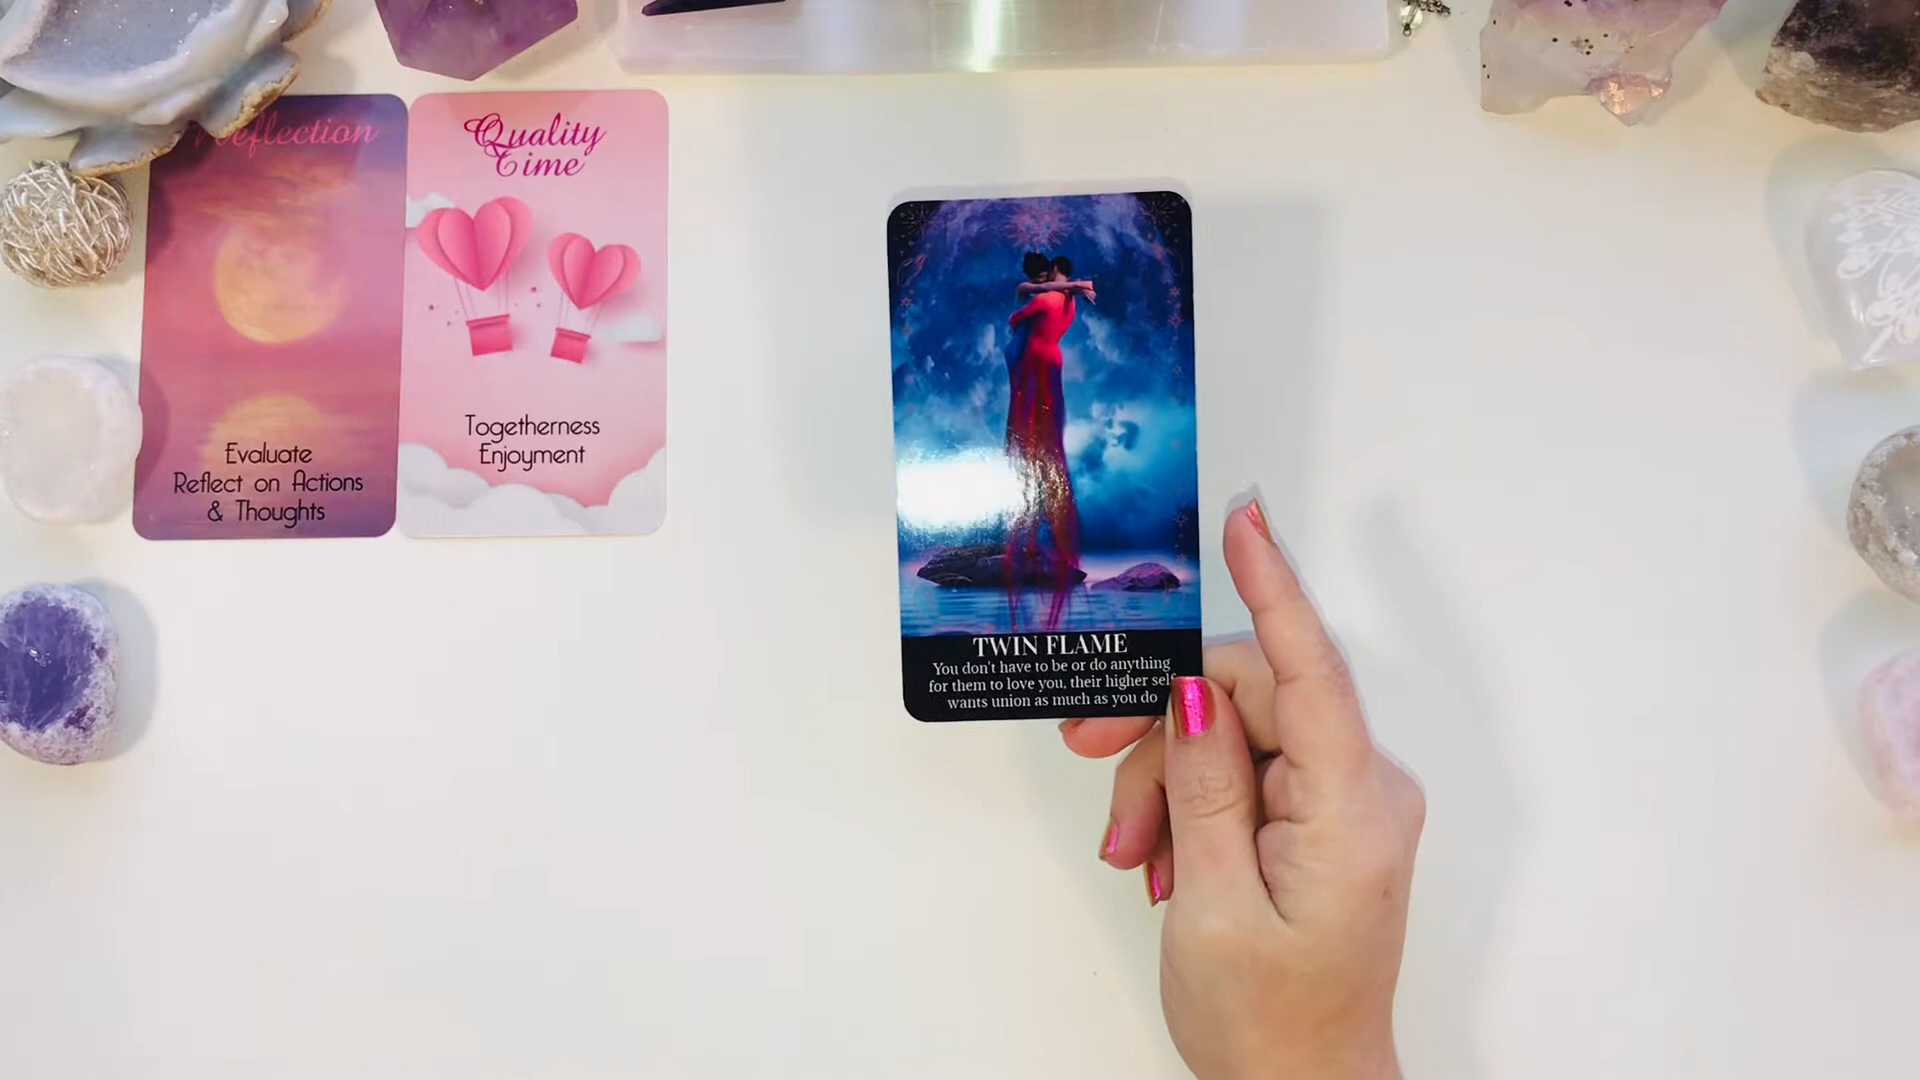 Reflection
Evaluate
Reflect on Actions
& Thoughts
Quality
Time
Togetherness
Enjoyment
TWIN FLAME
You don't have to be or do anything
for them to love you, their higher self
wants union as much as you do